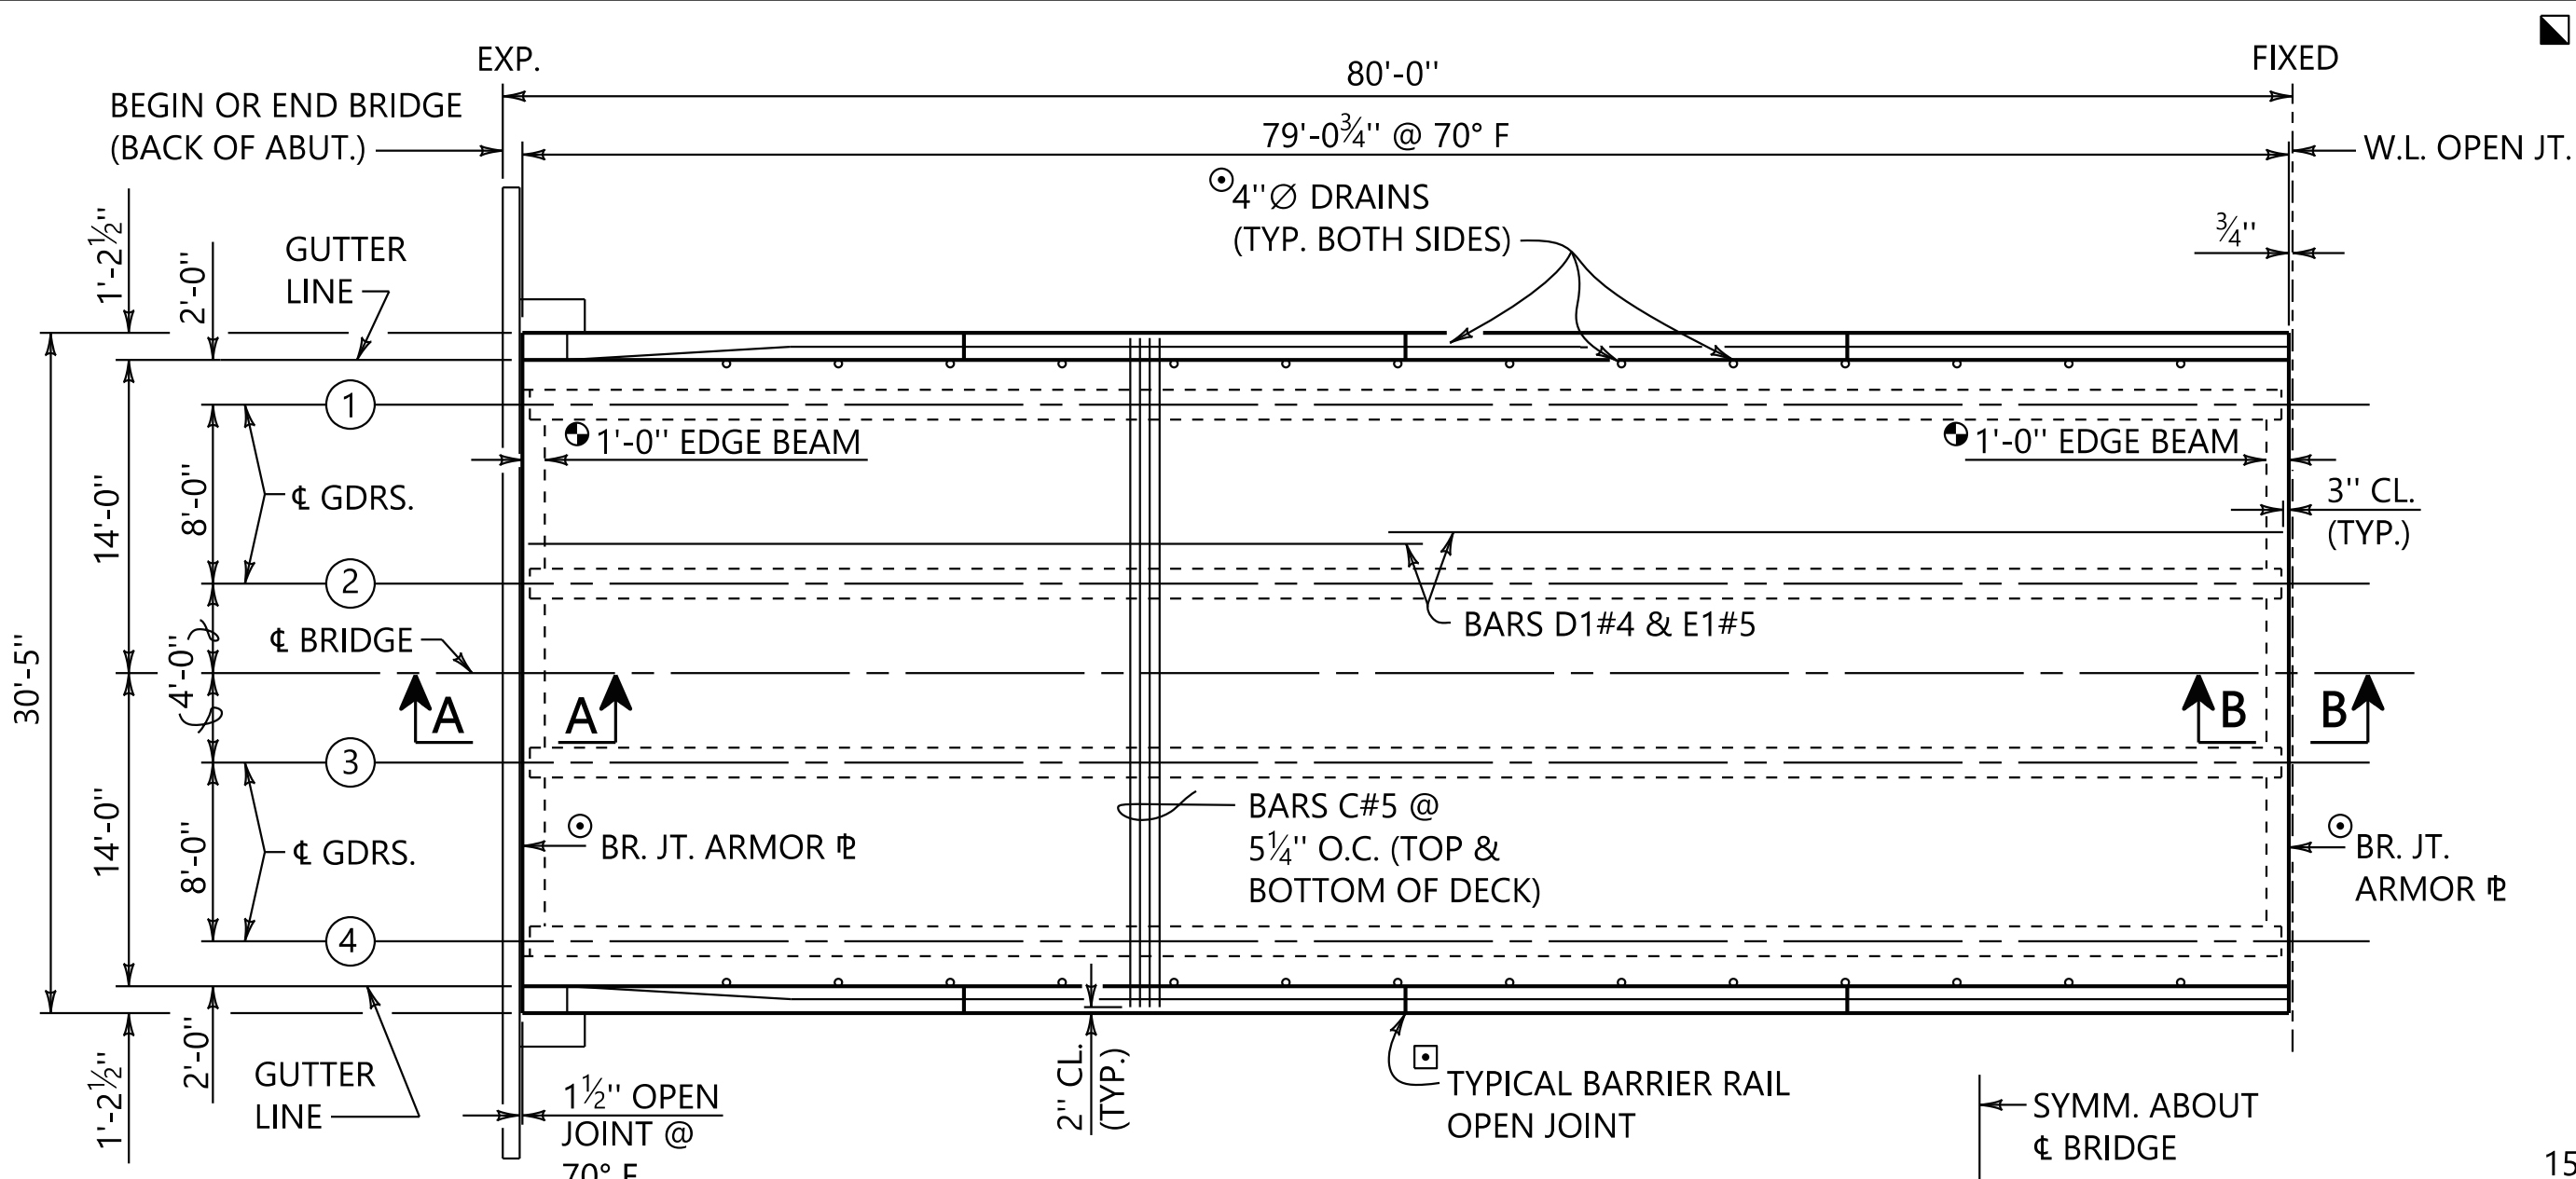 EXP.
FIXED
80'-0"
BEGIN OR END BRIDGE
(BACK OF ABUT.)
79'-0¾" @ 70° F
W.L. OPEN JT.
4"Ø DRAINS
(TYP. BOTH SIDES)
¾"
1'-2½"
2'-0"
GUTTER
LINE
1
1'-0" EDGE BEAM
1'-0" EDGE BEAM
8'-0"
℄ GDRS.
14'-0"
3" CL.
(TYP.)
2
BARS D1#4 & E1#5
℄ BRIDGE
4'-0"
30'-5"
A
A
B
B
3
BARS C#5 @
5¼" O.C. (TOP &
BOTTOM OF DECK)
14'-0"
8'-0"
℄ GDRS.
BR. JT. ARMOR ⅊
BR. JT.
ARMOR ⅊
4
1'-2½"
2'-0"
GUTTER
LINE
1½" OPEN
JOINT @
70° F
2" CL.
(TYP.)
TYPICAL BARRIER RAIL
OPEN JOINT
SYMM. ABOUT
℄ BRIDGE
15